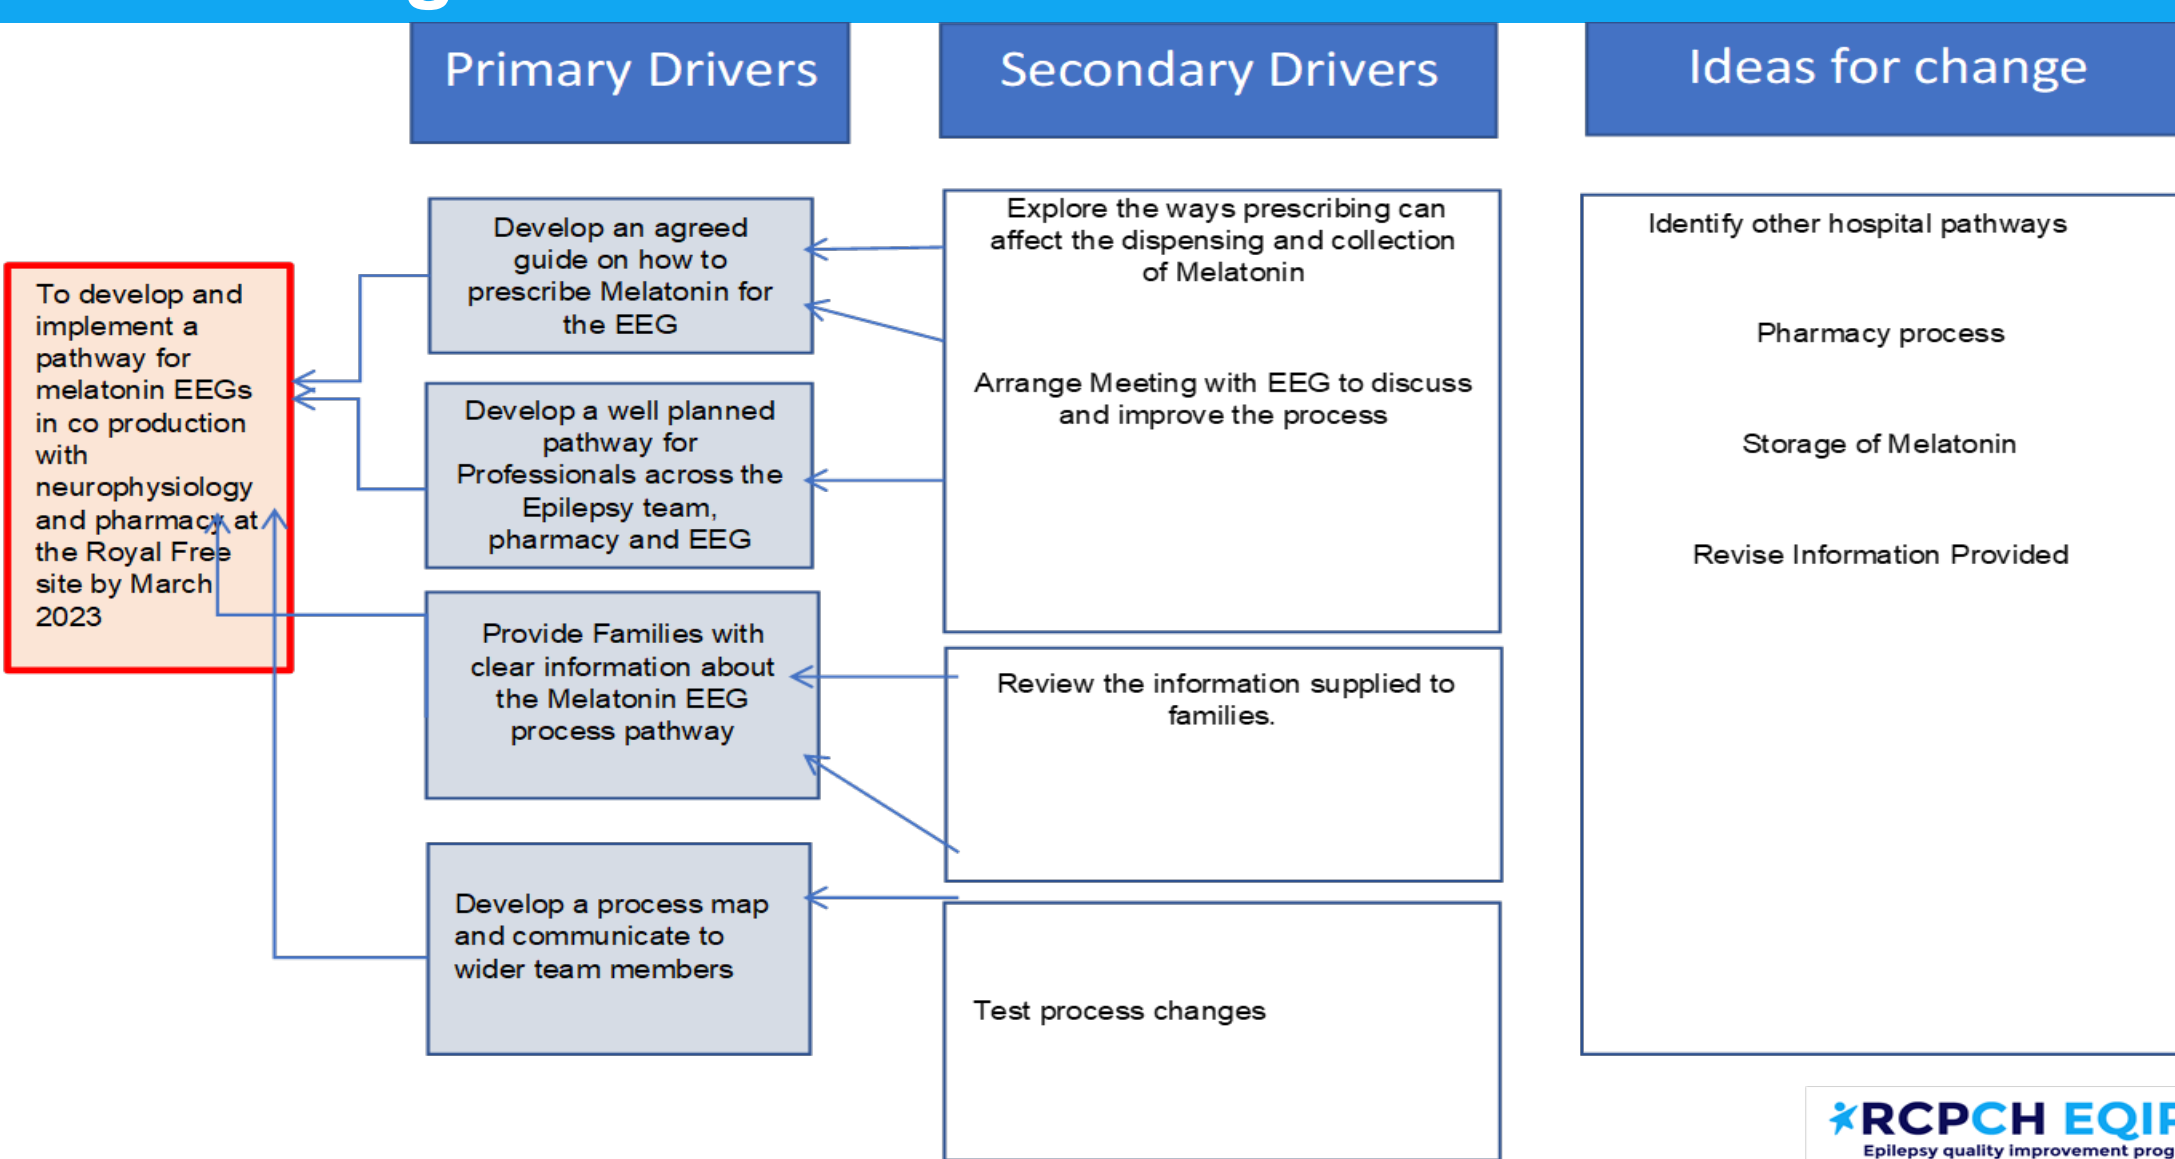 Primary Drivers
Secondary Drivers
Ideas for change
To develop and
implement a
pathway for
melatonin EEGs
in co production
with
neurophysiology
and pharmacy at
the Royal Free
site by March
2023
Develop an agreed
guide on how to
prescribe Melatonin for
the EEG
Develop a well planned
pathway for
Professionals across the
Epilepsy team,
pharmacy and EEG
Provide Families with
clear information about
the Melatonin EEG
process pathway
Develop a process map
and communicate to
wider team members
Explore the ways prescribing can
affect the dispensing and collection
of Melatonin
Arrange Meeting with EEG to discuss
and improve the process
Review the information supplied to
families.
Test process changes
Identify other hospital pathways
Pharmacy process
Storage of Melatonin
Revise Information Provided
RCPCH EQIP
Epilepsy quality improvement prog